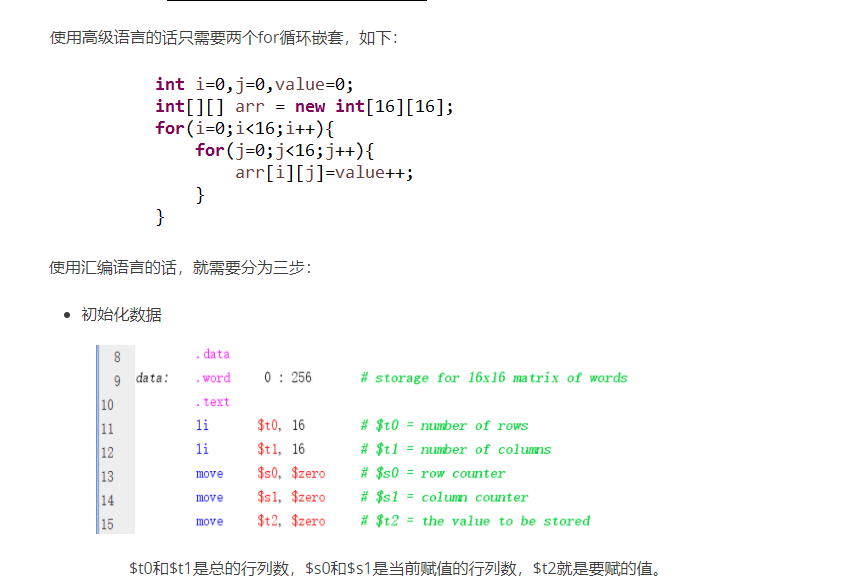 使用高级语言的话只需要两个for循环嵌套，如下：
int i=0,j=0,value=0;
int[][] arr = new int[16][16];
for(i=0;i<16;i++){
for(j=0;j<16;j++){
arr[i][j]=value++;
}
}
使用汇编语言的话，就需要分为三步：
• 初始化数据
8 .data
9 data: .word 0 : 256 # storage for 16x16 matrix of words
10 .text
11 li $t0, 16 # $t0 = number of rows
12 li $t1, 16 # $t1 = number of columns
13 move $s0, $zero # $s0 = row counter
14 move $s1, $zero # $s1 = column counter
15 move $t2, $zero # $t2 = the value to be stored
$t0和$t1是总的行列数，$s0和$s1是当前赋值的行列数，$t2就是要赋的值。